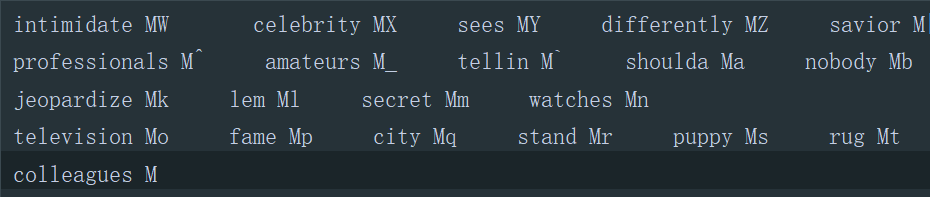 intimidate MW celebrity MX sees MY differently MZ savior M
professionals M^ amateurs M_ tellin M` shoulda Ma nobody Mb
jeopardize Mk lem Ml secret Mm watches Mn
television Mo fame Mp city Mq stand Mr puppy Ms rug Mt
colleagues M